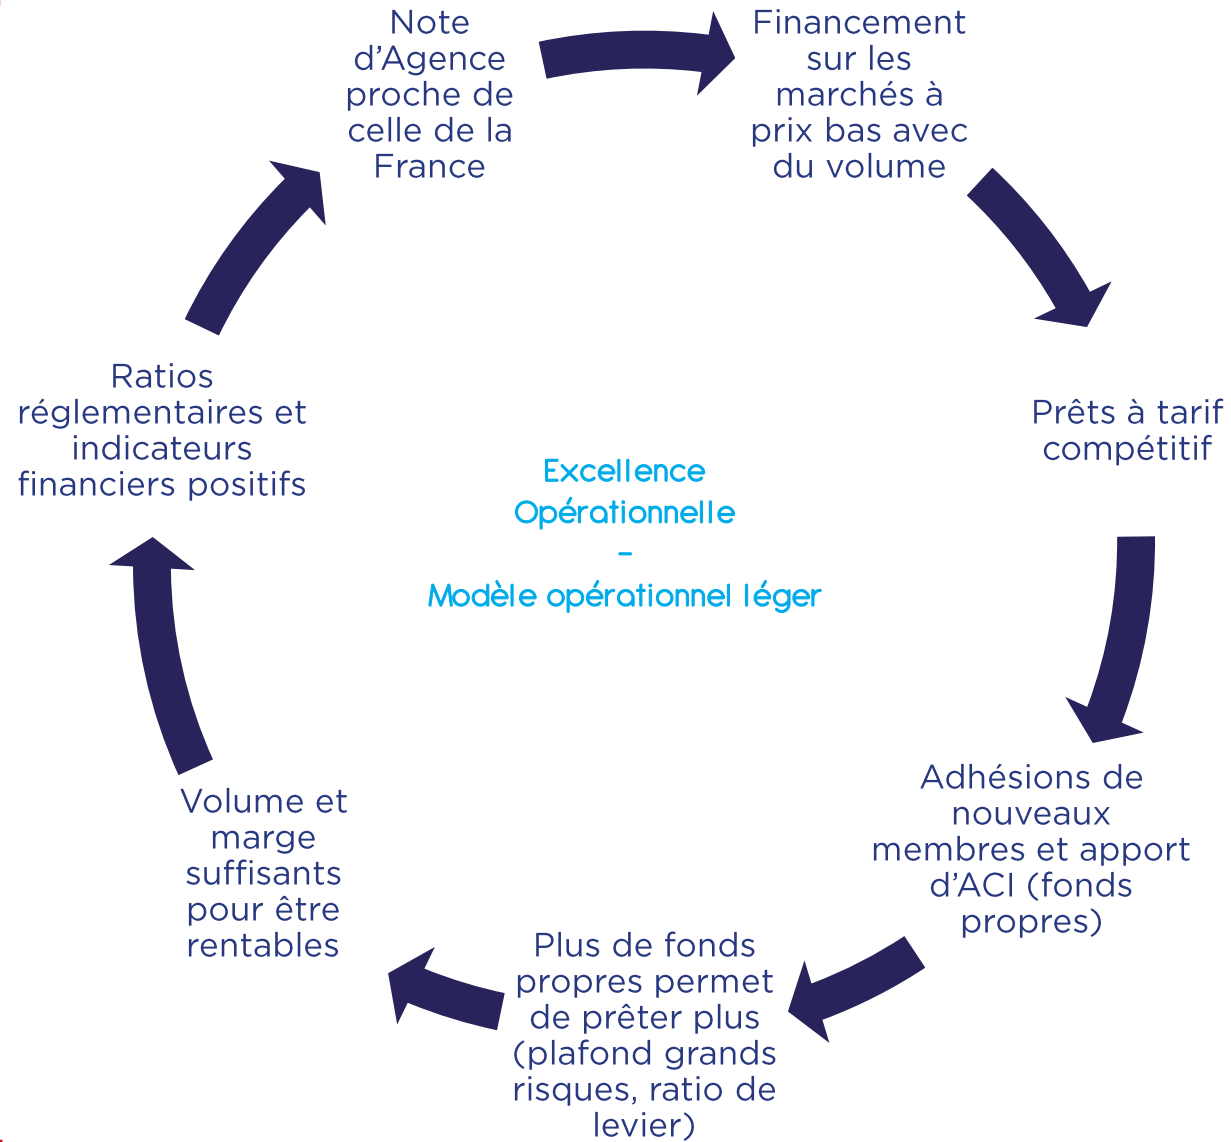 Note
d’Agence
proche de
celle de la
France
Financement
sur les
marchés à
prix bas avec
du volume
Prêts à tarif
compétitif
Adhésions de
nouveaux
membres et apport
d’ACI (fonds
propres)
Plus de fonds
propres permet
de prêter plus
(plafond grands
risques, ratio de
levier)
Volume et
marge
suffisants
pour être
rentables
Ratios
réglementaires et
indicateurs
financiers positifs
Excellence
Opérationnelle
–
Modèle opérationnel léger